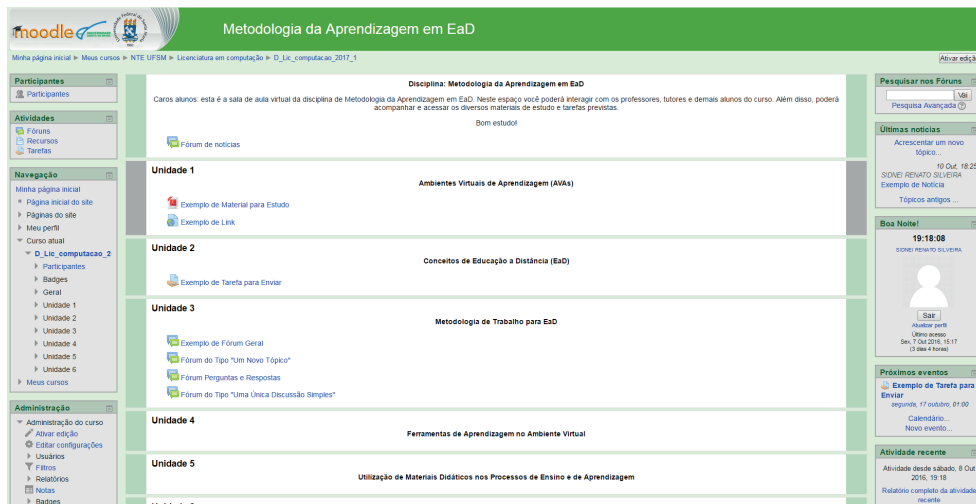 moodle
Metodologia da Aprendizagem em EaD
Minha página inicial ► Meus cursos ► NTE UFSM ► Licenciatura em computação ► D_Lic_computacao_2017_1
Ativar edição
Participantes
Participantes
Atividades
Fóruns
Recursos
Tarefas
Navegação
Minha página inicial
Página inicial do site
Páginas do site
Meu perfil
Curso atual
D_Lic_computacao_2
Participantes
Badges
Geral
Unidade 1
Unidade 2
Unidade 3
Unidade 4
Unidade 5
Unidade 6
Meus cursos
Administração
Administração do curso
Ativar edição
Editar configurações
Usuários
Filtros
Relatórios
Notas
Badges
Disciplina: Metodologia da Aprendizagem em EaD
Caros alunos: esta é a sala de aula virtual da disciplina de Metodologia da Aprendizagem em EaD. Neste espaço você poderá interagir com os professores, tutores e demais alunos do curso. Além disso, poderá
acompanhar e acessar os diversos materiais de estudo e tarefas previstas.
Bom estudo!
Fórum de notícias
Unidade 1
Ambientes Virtuais de Aprendizagem (AVAs)
Exemplo de Material para Estudo
Exemplo de Link
Unidade 2
Conceitos de Educação a Distância (EaD)
Exemplo de Tarefa para Enviar
Unidade 3
Metodologia de Trabalho para EaD
Exemplo de Fórum Geral
Fórum do Tipo "Um Novo Tópico"
Fórum Perguntas e Respostas
Fórum do Tipo "Uma Única Discussão Simples"
Unidade 4
Ferramentas de Aprendizagem no Ambiente Virtual
Unidade 5
Utilização de Materiais Didáticos nos Processos de Ensino e de Aprendizagem
Pesquisar nos Fóruns
Vai
Pesquisa Avançada
Últimas notícias
Acrescentar um novo
tópico...
10 Out, 18:25
SIDNEI RENATO SILVEIRA
Exemplo de Notícia
Tópicos antigos ...
Boa Noite!
19:18:08
SIDNEI RENATO SILVEIRA
Sair
Atualizar perfil
Último acesso
Sex, 7 Out 2016, 15:17
(3 dias 4 horas)
Próximos eventos
Exemplo de Tarefa para
Enviar
segunda, 17 outubro, 01:00
Calendário...
Novo evento...
Atividade recente
Atividade desde sábado, 8 Out
2016, 19:18
Relatório completo da atividade
recente